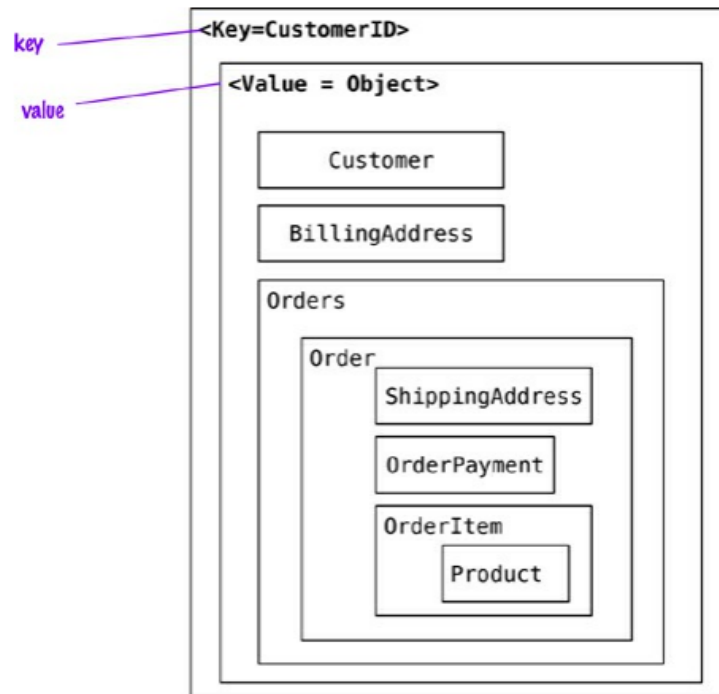 key
<Key=CustomerID>
value
<Value = Object>
Customer
BillingAddress
Orders
Order
ShippingAddress
OrderPayment
OrderItem
Product